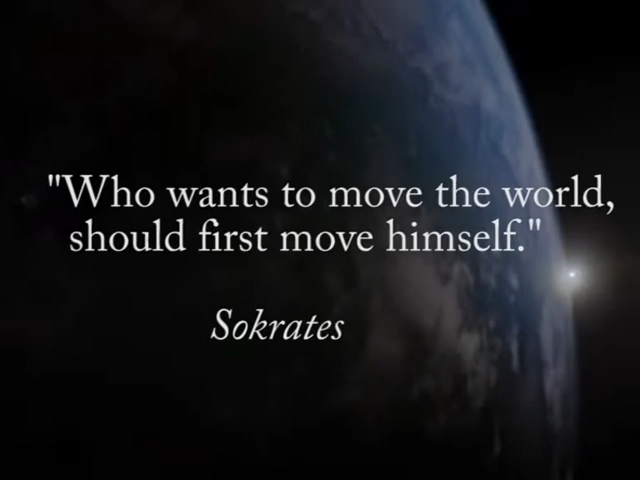 "Who wants to move the world,
should first move himself."
Sokrates